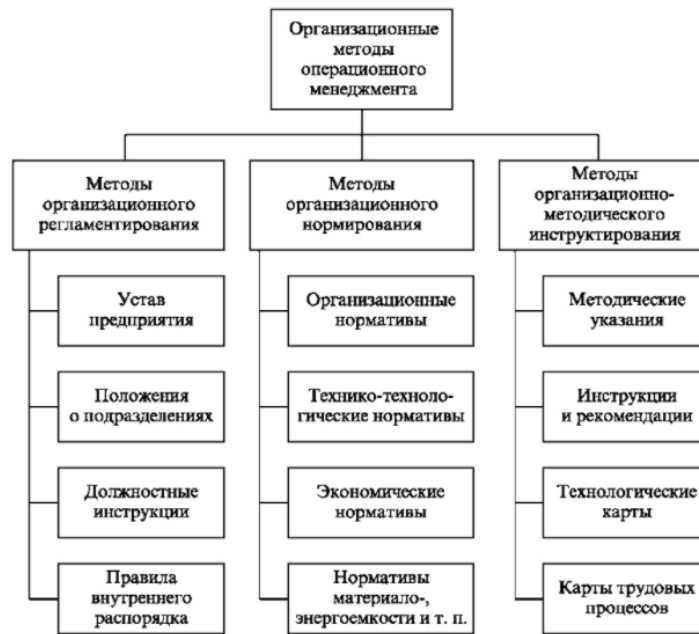 Организационные
методы
операционного
менеджмента
Методы
организационного
регламентирования
Методы
организационного
нормирования
Методы
организационно-
методического
инструктирования
Устав
предприятия
Организационные
нормативы
Методические
указания
Положения
о подразделениях
Технико-техноло-
гические нормативы
Инструкции
и рекомендации
Должностные
инструкции
Экономические
нормативы
Технологические
карты
Правила
внутреннего
распорядка
Нормативы
материало-,
энергоемкости и т. п.
Карты трудовых
процессов